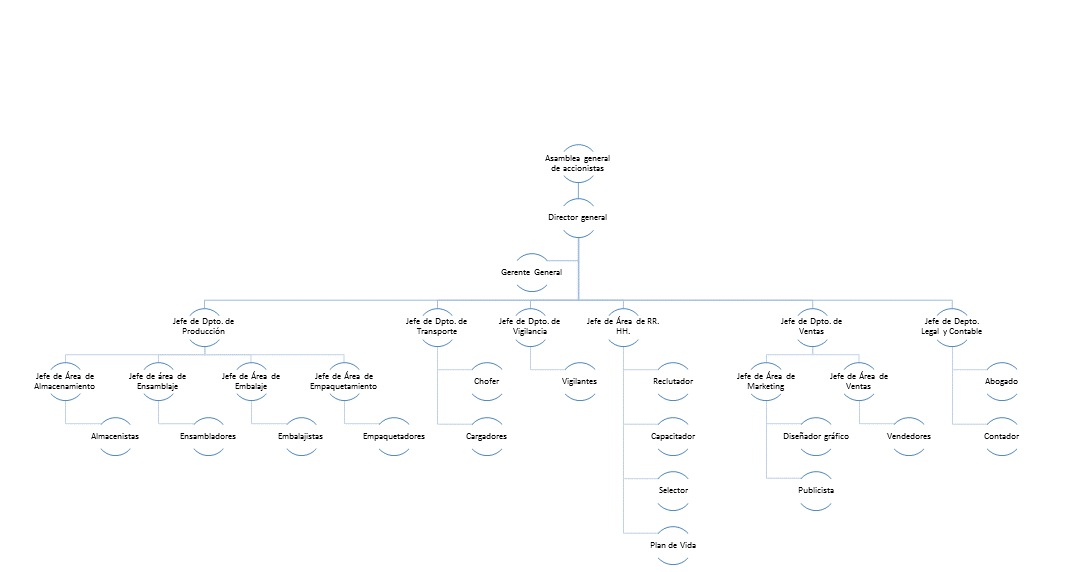 Asamblea general
de accionistas
Director general
Gerente General
Jefe de Dpto. de
Producción
Jefe de Dpto. de
Transporte
Jefe de Dpto. de
Vigilancia
Jefe de Área de RR.
HH.
Jefe de Dpto. de
Ventas
Jefe de Depto.
Legal y Contable
Jefe de Área de
Almacenamiento
Jefe de área de
Ensamblaje
Jefe de Área de
Embalaje
Jefe de Área de
Empaquetamiento
Chofer
Vigilantes
Reclutador
Jefe de Área de
Marketing
Jefe de Área de
Ventas
Abogado
Almacenistas
Ensambladores
Embalajistas
Empaquetadores
Cargadores
Capacitador
Diseñador gráfico
Vendedores
Contador
Selector
Publicista
Plan de Vida